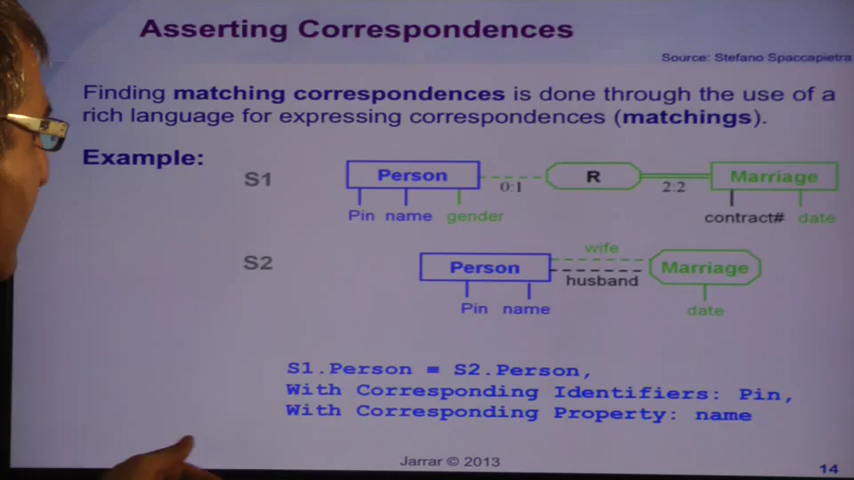 Asserting Correspondences
Source: Stefano Spaccapietra
Finding matching correspondences is done through the use of a
rich language for expressing correspondences (matchings).
Example:
S1
Person
0:1
R
2:2
Marriage
Pin name gender
contract# date
S2
Person
wife
husband
Marriage
Pin name
date
S1.Person = S2.Person,
With Corresponding Identifiers: Pin,
With Corresponding Property: name
Jarrar © 2013
14